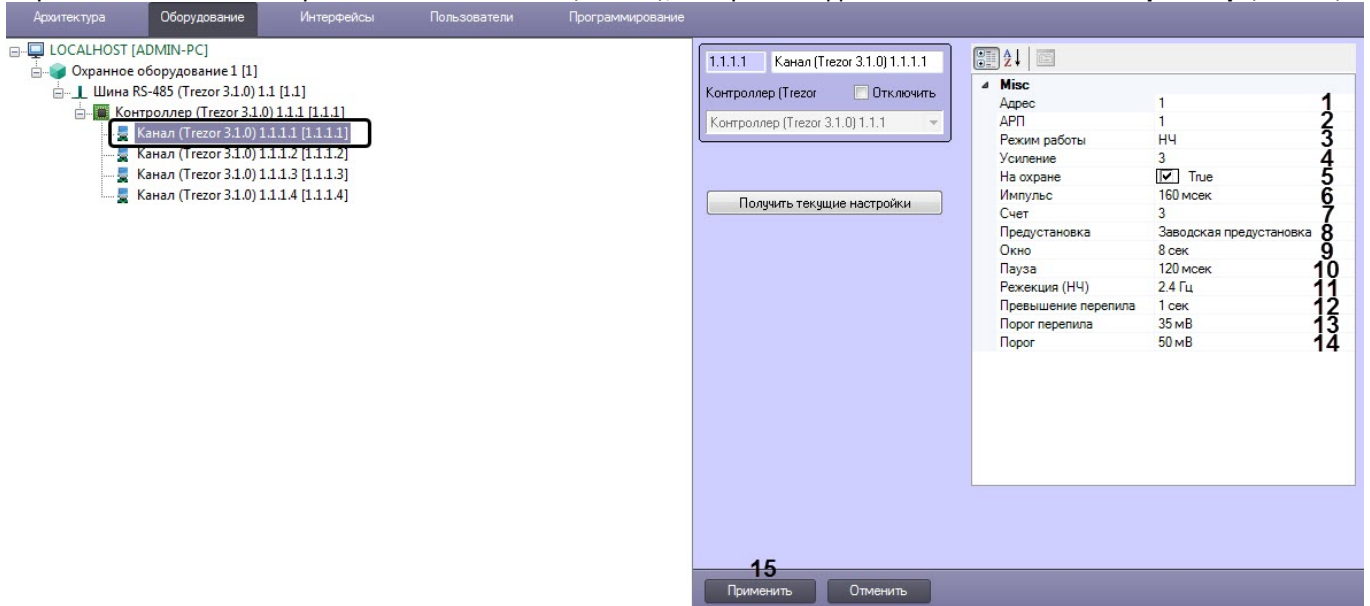 Архитектура Оборудование Интерфейсы Пользователи Программирование
LOCALHOST [ADMIN-PC]
Охранное оборудование 1 [1]
Шина RS-485 (Trezor 3.1.0) 1.1 [1.1]
Контроллер (Trezor 3.1.0) 1.1.1 [1.1.1]
Канал (Trezor 3.1.0) 1.1.1.1 [1.1.1.1]
Канал (Trezor 3.1.0) 1.1.1.2 [1.1.1.2]
Канал (Trezor 3.1.0) 1.1.1.3 [1.1.1.3]
Канал (Trezor 3.1.0) 1.1.1.4 [1.1.1.4]
1.1.1.1 Канал (Trezor 3.1.0) 1.1.1.1
Контроллер (Trezor Отключить
Контроллер (Trezor 3.1.0) 1.1.1
Получить текущие настройки
Misc
Адрес 1 1
АРП 1 2
Режим работы НЧ 3
Усиление 3 4
На охране True 5
Импульс 160 мсек 6
Счет 3 7
Предустановка Заводская предустановка 8
Окно 8 сек 9
Пауза 120 мсек 10
Режекция (НЧ) 2.4 Гц 11
Превышение перепила 1 сек 12
Порог перепила 35 мВ 13
Порог 50 мВ 14
15
Применить Отменить